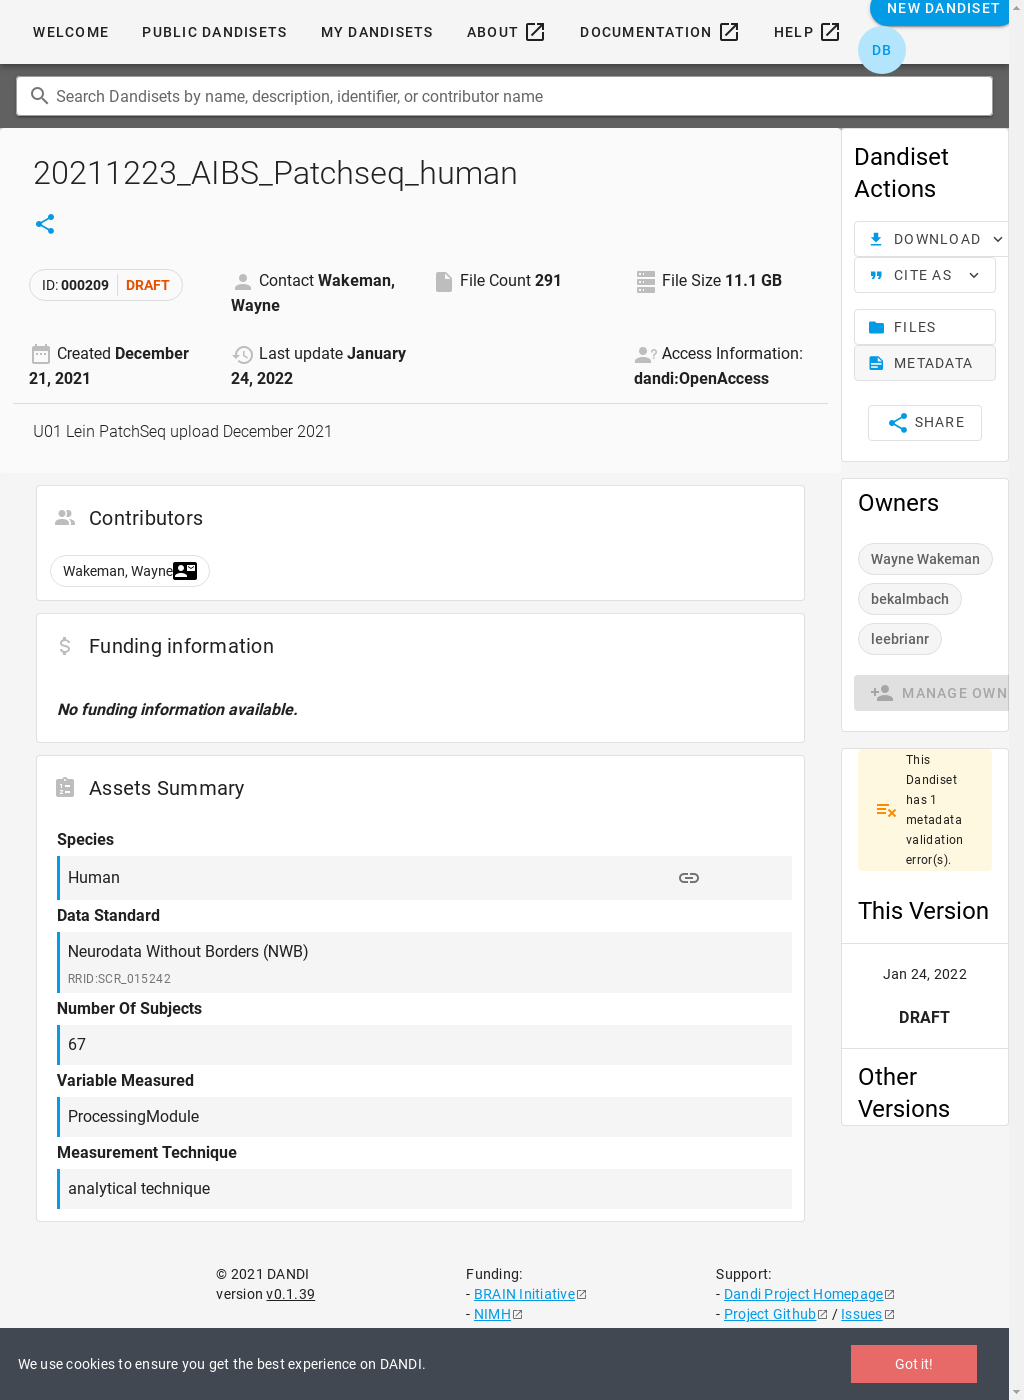 WELCOME PUBLIC DANDISETS MY DANDISETS ABOUT DOCUMENTATION HELP NEW DANDISET
DB
Search Dandisets by name, description, identifier, or contributor name
20211223_AIBS_Patchseq_human
ID: 000209 DRAFT
Contact Wakeman,
Wayne
File Count 291
File Size 11.1 GB
Created December
21, 2021
Last update January
24, 2022
Access Information:
dandi:OpenAccess
U01 Lein PatchSeq upload December 2021
Contributors
Wakeman, Wayne
Funding information
No funding information available.
Assets Summary
Species
Human
Data Standard
Neurodata Without Borders (NWB)
RRID:SCR_015242
Number Of Subjects
67
Variable Measured
ProcessingModule
Measurement Technique
analytical technique
Dandiset
Actions
DOWNLOAD
CITE AS
FILES
METADATA
SHARE
Owners
Wayne Wakeman
bekalmbach
leebrianr
MANAGE OWN
This
Dandiset
has 1
metadata
validation
error(s).
This Version
Jan 24, 2022
DRAFT
Other
Versions
© 2021 DANDI
version v0.1.39
Funding:
- BRAIN Initiative
- NIMH
Support:
- Dandi Project Homepage
- Project Github / Issues
We use cookies to ensure you get the best experience on DANDI.
Got it!